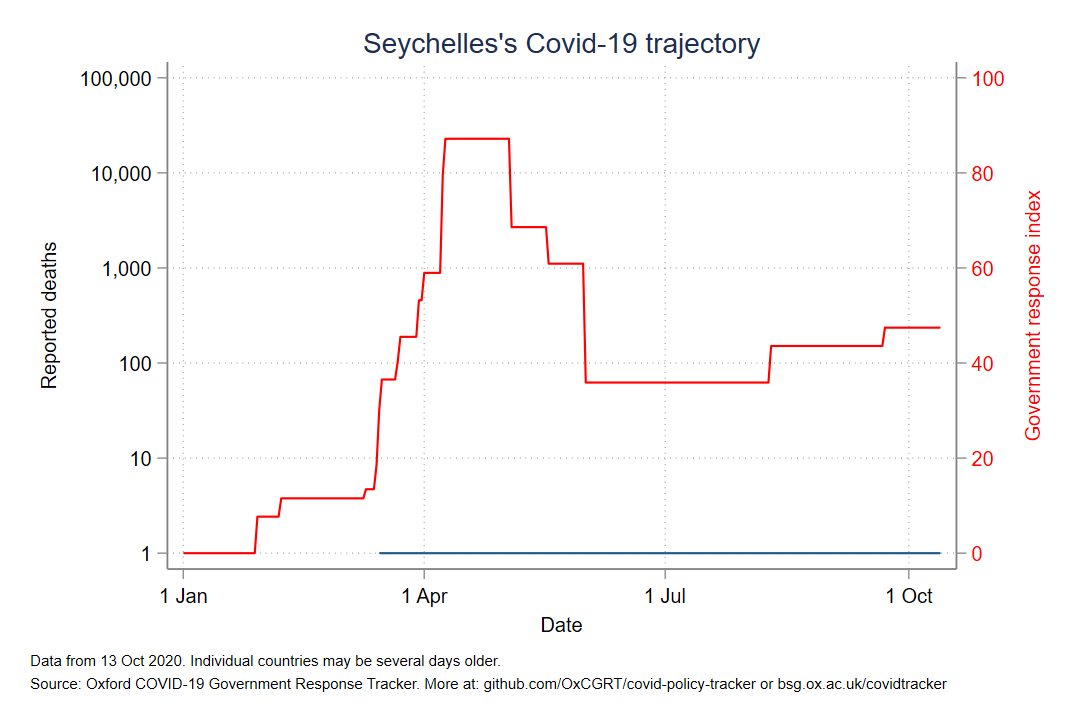 Seychelles's Covid-19 trajectory
100,000
10,000
1,000
100
10
1
Reported deaths
100
80
60
40
20
0
Government response index
1 Jan
1 Apr
1 Jul
1 Oct
Date
Data from 13 Oct 2020. Individual countries may be several days older.
Source: Oxford COVID-19 Government Response Tracker. More at: github.com/OxCGRT/covid-policy-tracker or bsg.ox.ac.uk/covidtracker